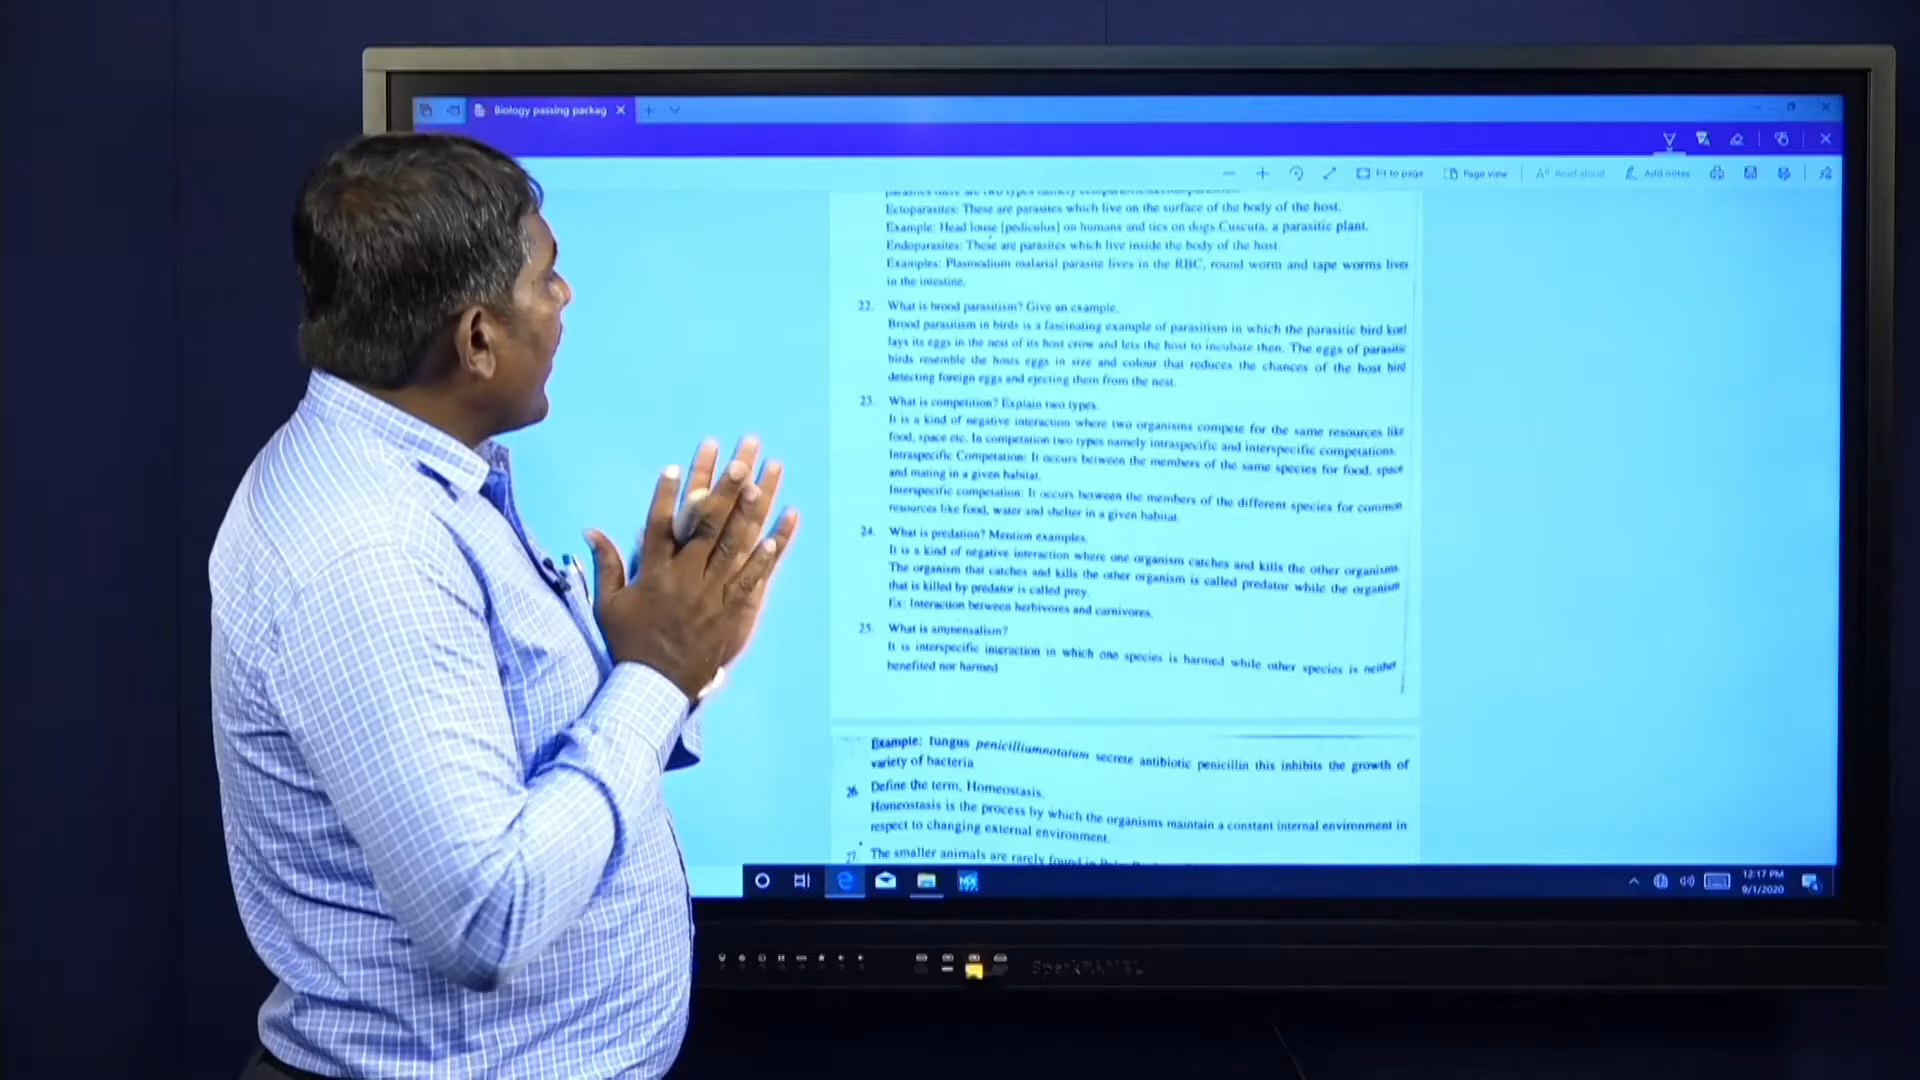 Biology passing packag
Fit to page
Page view
Read aloud
Add notes
parasites there are two types namely
Ectoparasites: These are parasites which live on the surface of the body of the host.
Example: Head louse [pediculus] on humans and tics on dogs.Cuscuta, a parasitic plant.
Endoparasites: These are parasites which live inside the body of the host.
Examples: Plasmodium malarial parasite lives in the RBC, round worm and tape worms lives
in the intestine.
22. What is brood parasitism? Give an example.
Brood parasitism in birds is a fascinating example of parasitism in which the parasitic bird koel
lays its eggs in the nest of its host crow and lets the host to incubate then. The eggs of parasitic
birds resemble the hosts eggs in size and colour that reduces the chances of the host bird
detecting foreign eggs and ejecting them from the nest.
23. What is competition? Explain two types.
It is a kind of negative interaction where two organisms compete for the same resources like
food, space etc. In competation two types namely intraspecific and interspecific competations.
Intraspecific Competation: It occurs between the members of the same species for food, space
and mating in a given habitat.
Interspecific competation: It occurs between the members of the different species for common
resources like food, water and shelter in a given habitat.
24. What is predation? Mention examples.
It is a kind of negative interaction where one organism catches and kills the other organisms.
The organism that catches and kills the other organism is called predator while the organism
that is killed by predator is called prey.
Ex: Interaction between herbivores and carnivores.
25. What is ammensalism?
It is interspecific interaction in which one species is harmed while other species is neither
benefited nor harmed
Example: fungus penicilliumnotatum secrete antibiotic penicillin this inhibits the growth of
variety of bacteria
26. Define the term, Homeostasis.
Homeostasis is the process by which the organisms maintain a constant internal environment in
respect to changing external environment.
27. The smaller animals are rarely found in
12:17 PM
9/1/2020